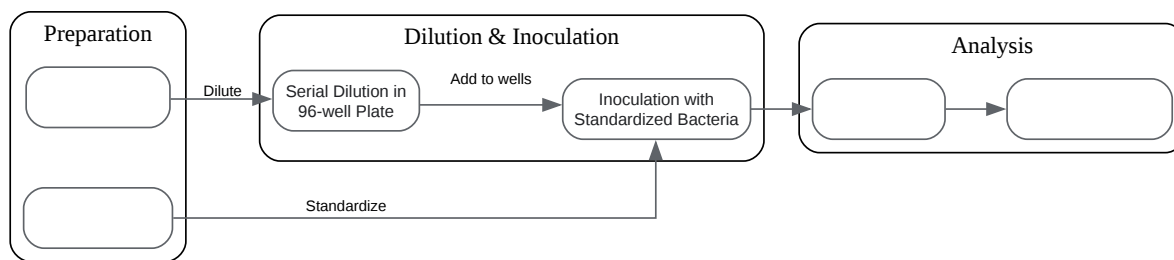 Preparation
Dilution & Inoculation
Analysis
Dilute
Serial Dilution in
96-well Plate
Add to wells
Inoculation with
Standardized Bacteria
Standardize